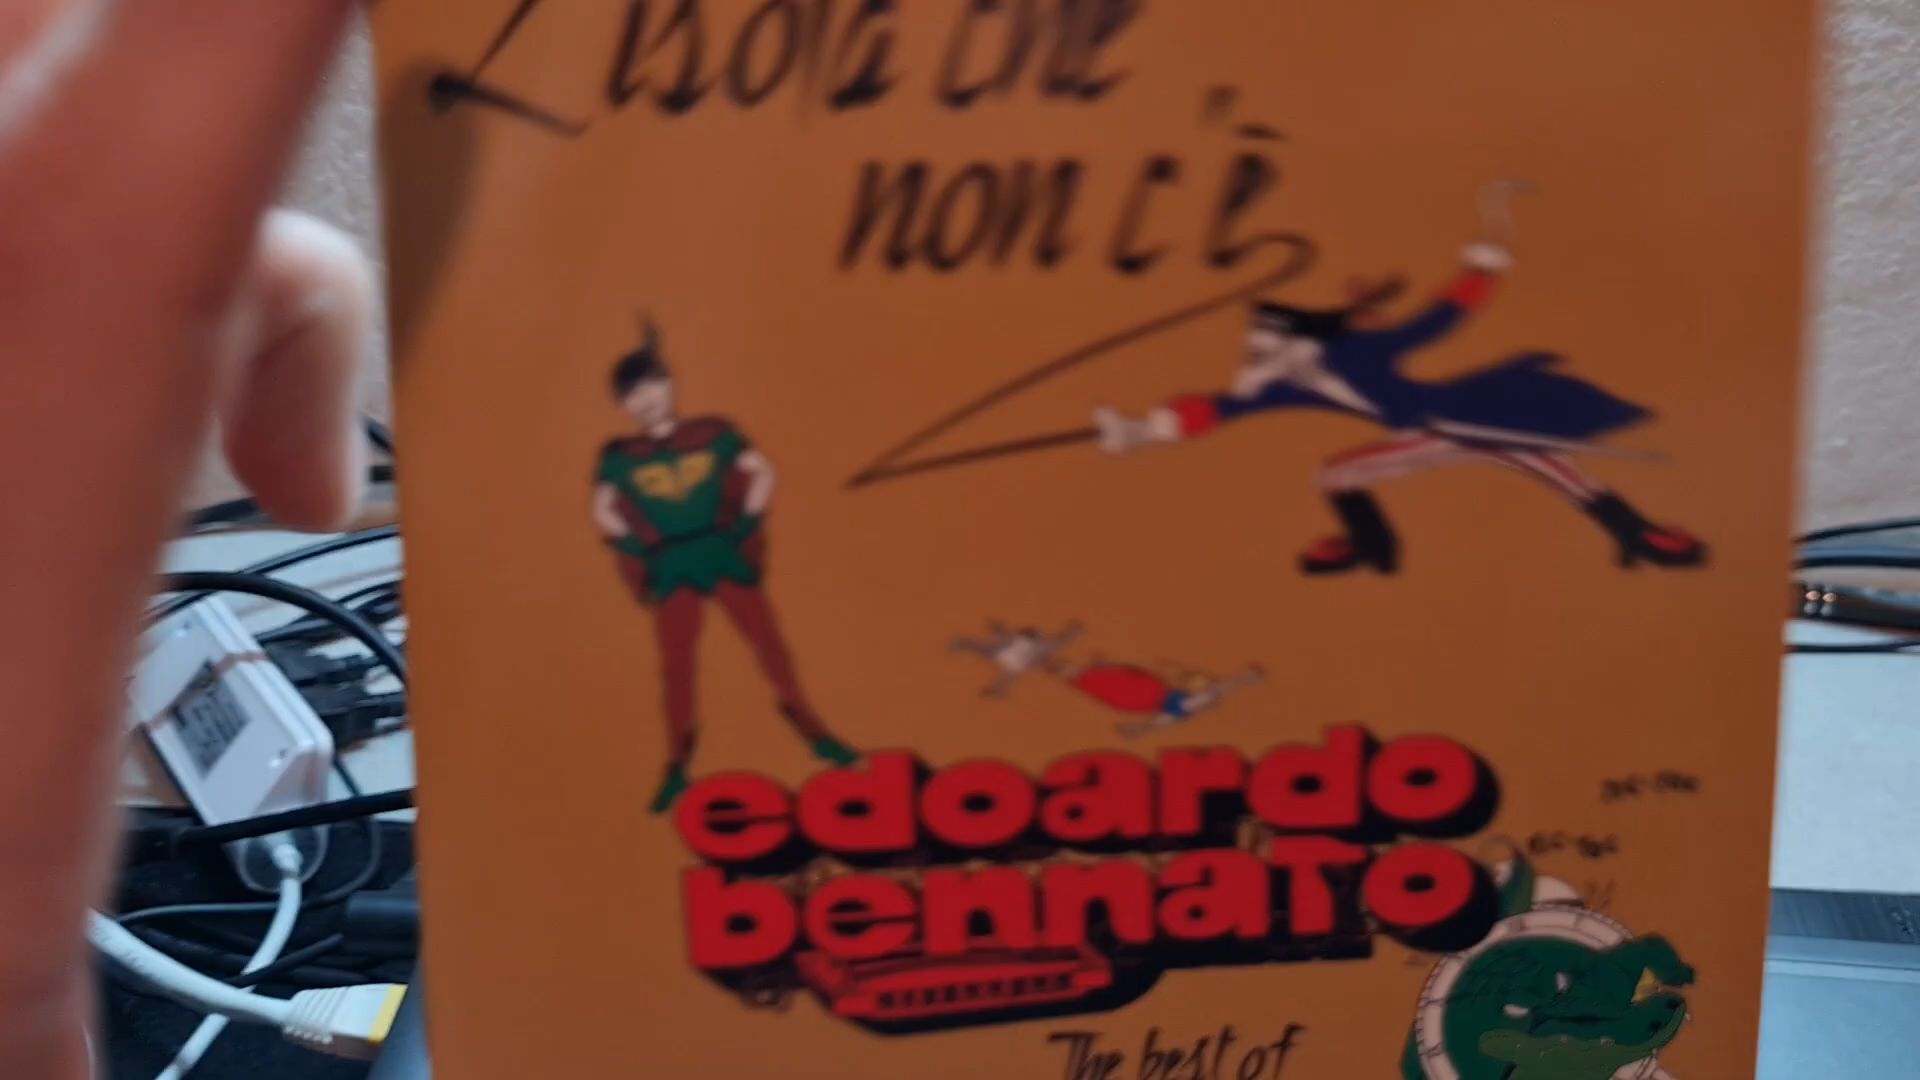 L'isola che
non c'è
edoardo
bennato
The best of